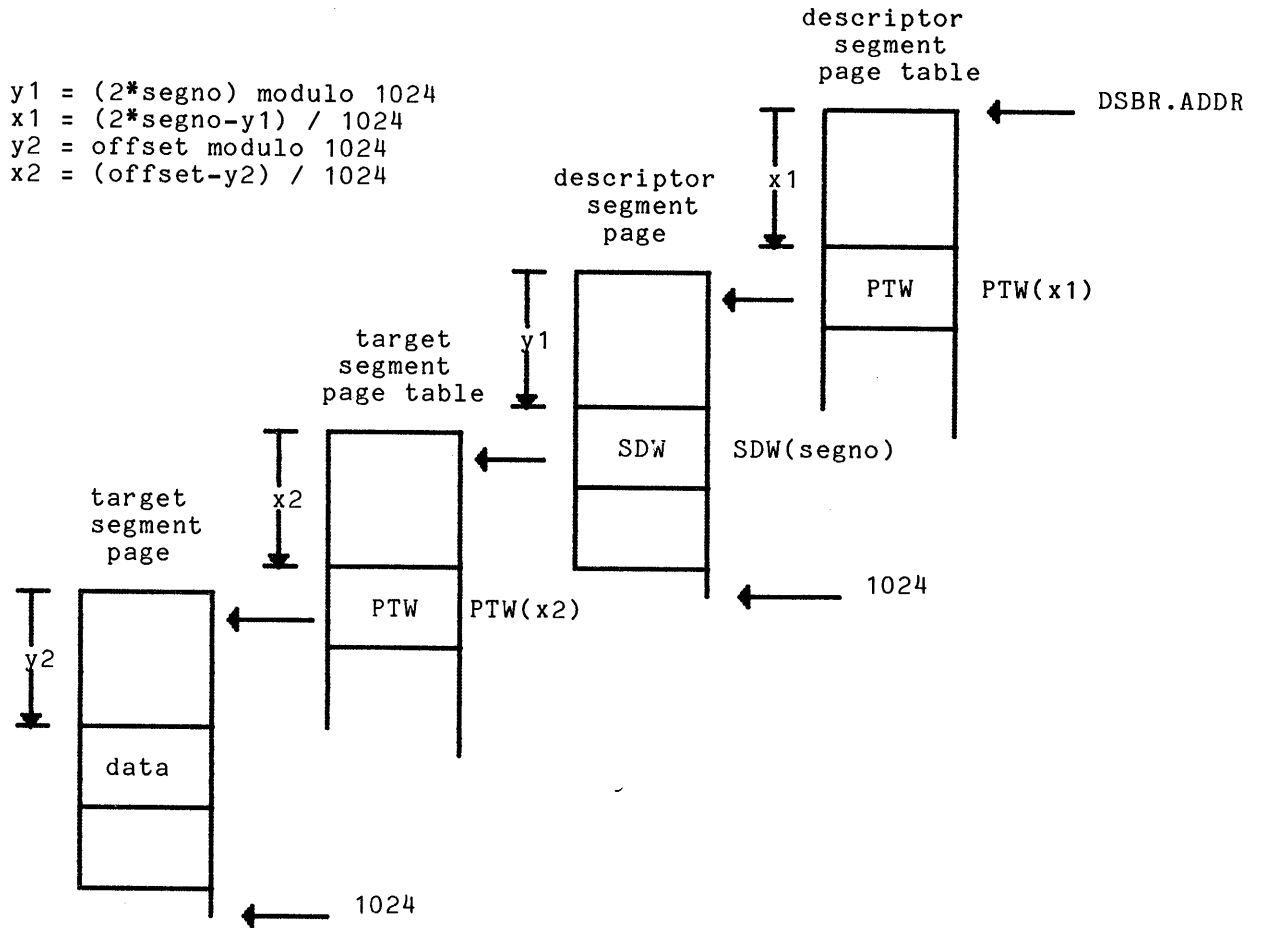 descriptor
segment
page table
DSBR.ADDR
y1 = (2*segno) modulo 1024
x1 = (2*segno-y1) / 1024
y2 = offset modulo 1024
x2 = (offset-y2) / 1024
x1
PTW
PTW(x1)
descriptor
segment
page
y1
SDW
SDW(segno)
1024
target
segment
page table
x2
PTW
PTW(x2)
target
segment
page
y2
data
1024